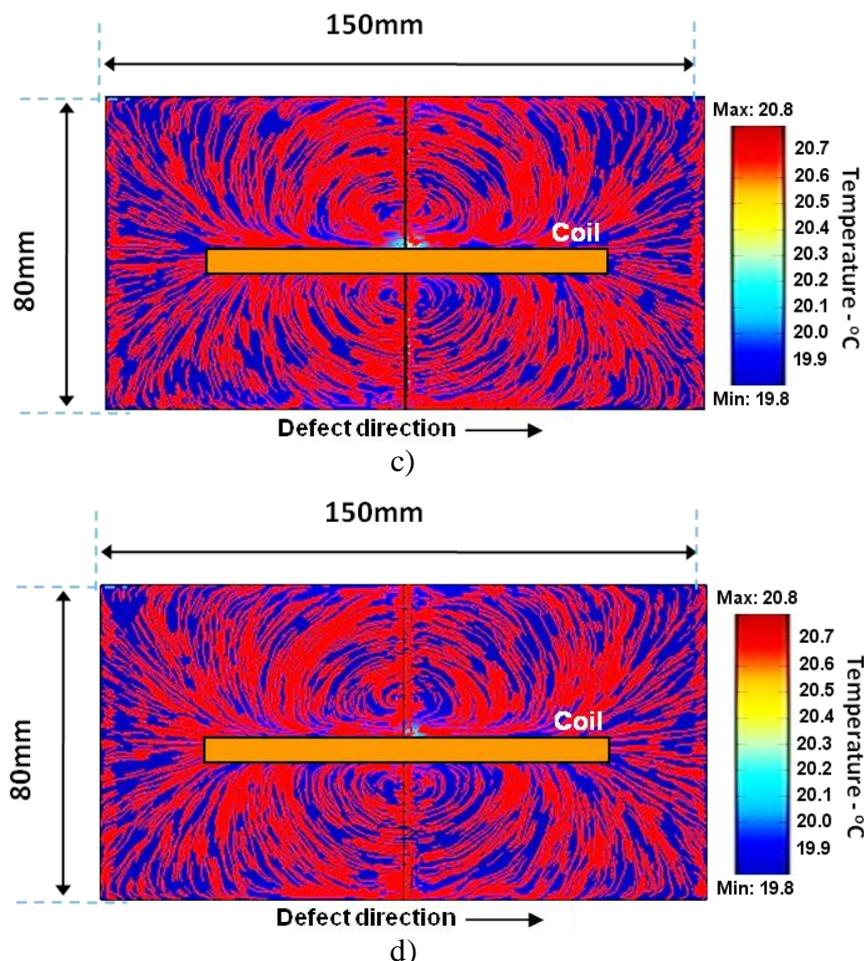 150mm
80mm
Coil
Max: 20.8
20.7
20.6
20.5
20.4
20.3
20.2
20.1
20.0
19.9
Min: 19.8
Temperature - °C
Defect direction
c)
150mm
80mm
Coil
Max: 20.8
20.7
20.6
20.5
20.4
20.3
20.2
20.1
20.0
19.9
Min: 19.8
Temperature - °C
Defect direction
d)